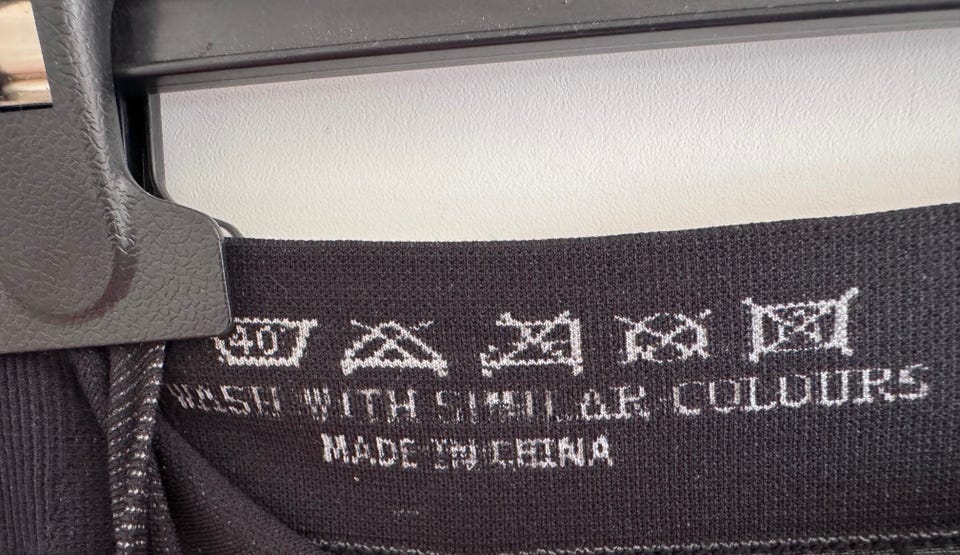 40
WASH WITH SIMILAR COLOURS
MADE IN CHINA